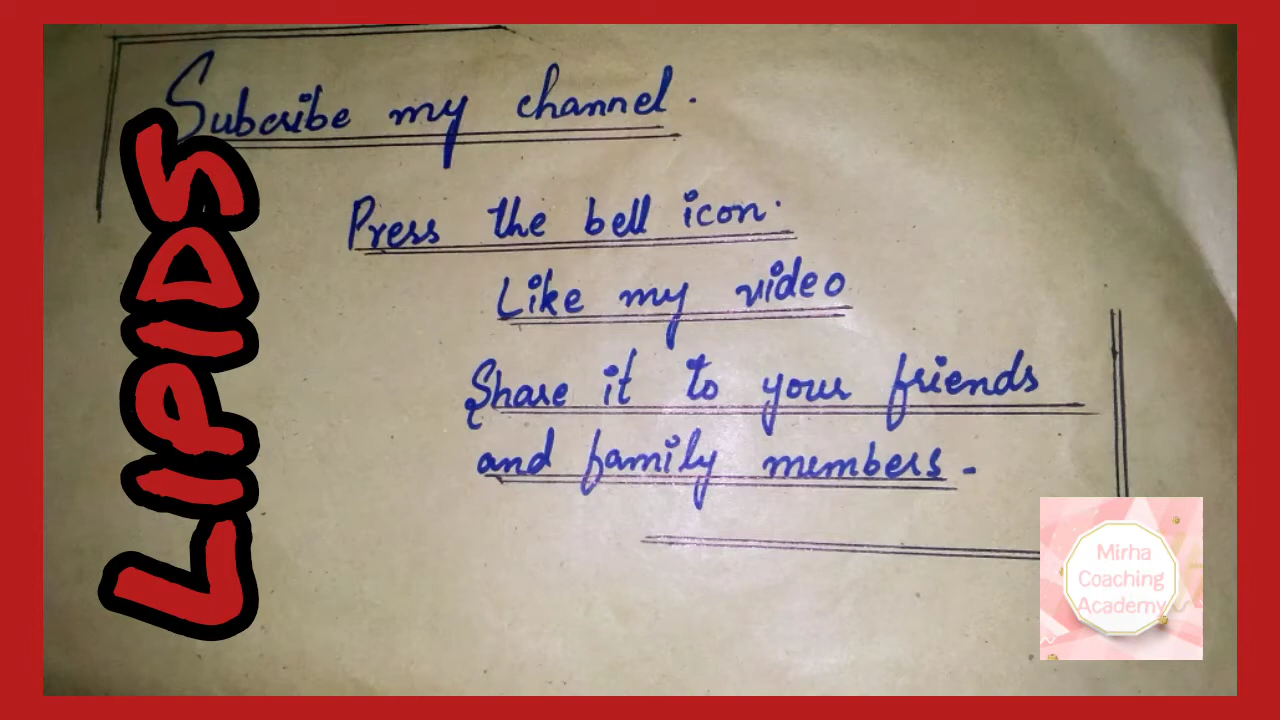 Subcribe my channel.
Press the bell icon.
Like my video
Share it to your friends
and family members.
LIPIDS
Mirha
Coaching
Academy